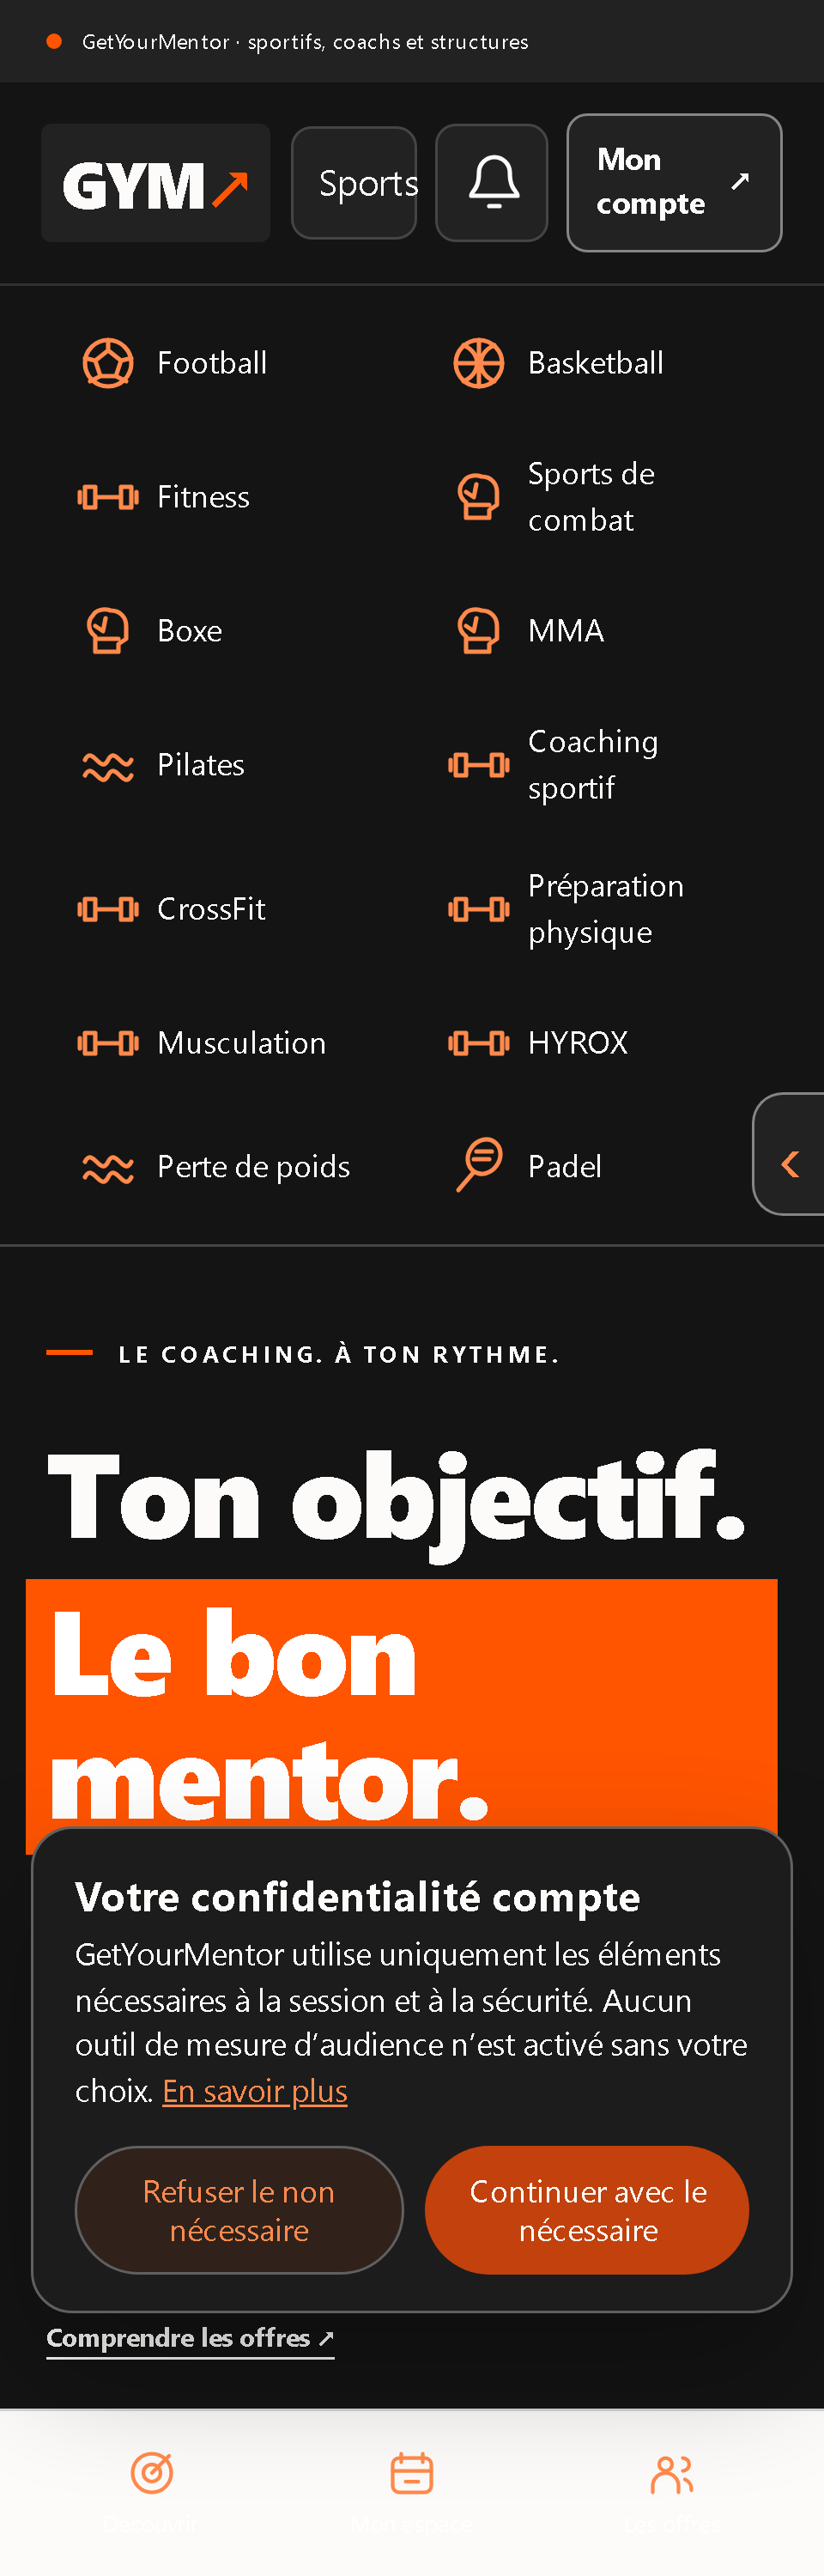 GetYourMentor · sportifs, coachs et structures
GYM↗
Sports
Mon
compte ↗
Football
Basketball
Fitness
Sports de
combat
Boxe
MMA
Pilates
Coaching
sportif
CrossFit
Préparation
physique
Musculation
HYROX
Perte de poids
Padel
LE COACHING. À TON RYTHME.
Ton objectif.
Le bon
mentor.
Votre confidentialité compte
GetYourMentor utilise uniquement les éléments
nécessaires à la session et à la sécurité. Aucun
outil de mesure d’audience n’est activé sans votre
choix. En savoir plus
Refuser le non
nécessaire
Continuer avec le
nécessaire
Comprendre les offres ↗
Mon espace
Les offres